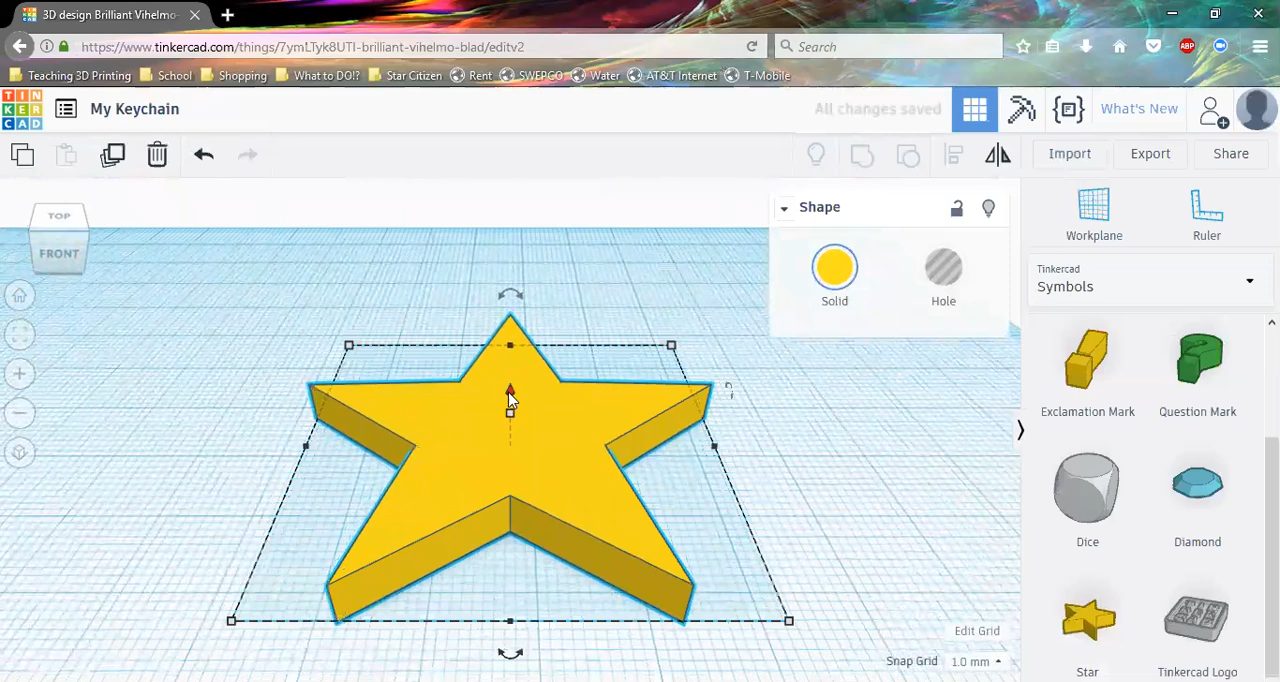 3D design Brilliant Vihelmo-
https://www.tinkercad.com/things/7ymLTyk8UTI-brilliant-vihelmo-blad/editv2
Search
ABP
Teaching 3D Printing School Shopping What to DO!? Star Citizen Rent SWEPCO Water AT&T Internet T-Mobile
TIN
KER
CAD
My Keychain
All changes saved
What's New
Import
Export
Share
TOP
FRONT
Shape
Solid
Hole
Workplane
Ruler
Tinkercad
Symbols
Exclamation Mark
Question Mark
Dice
Diamond
Star
Tinkercad Logo
Edit Grid
Snap Grid 1.0 mm